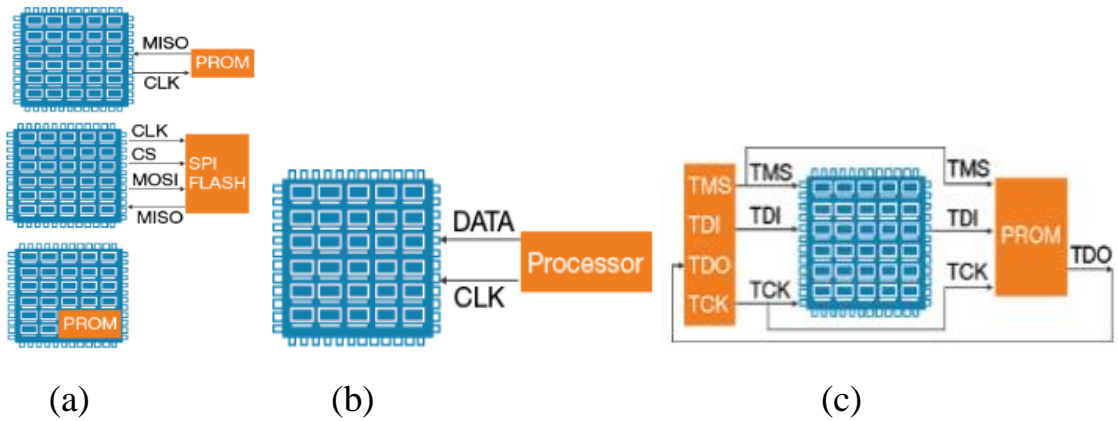 MISO
PROM
CLK
CLK
CS
SPI
FLASH
MOSI
MISO
PROM
DATA
Processor
CLK
TMS
TMS
TMS
TDI
TDI
TDI
PROM
TDO
TDO
TCK
TCK
TCK
(a)
(b)
(c)